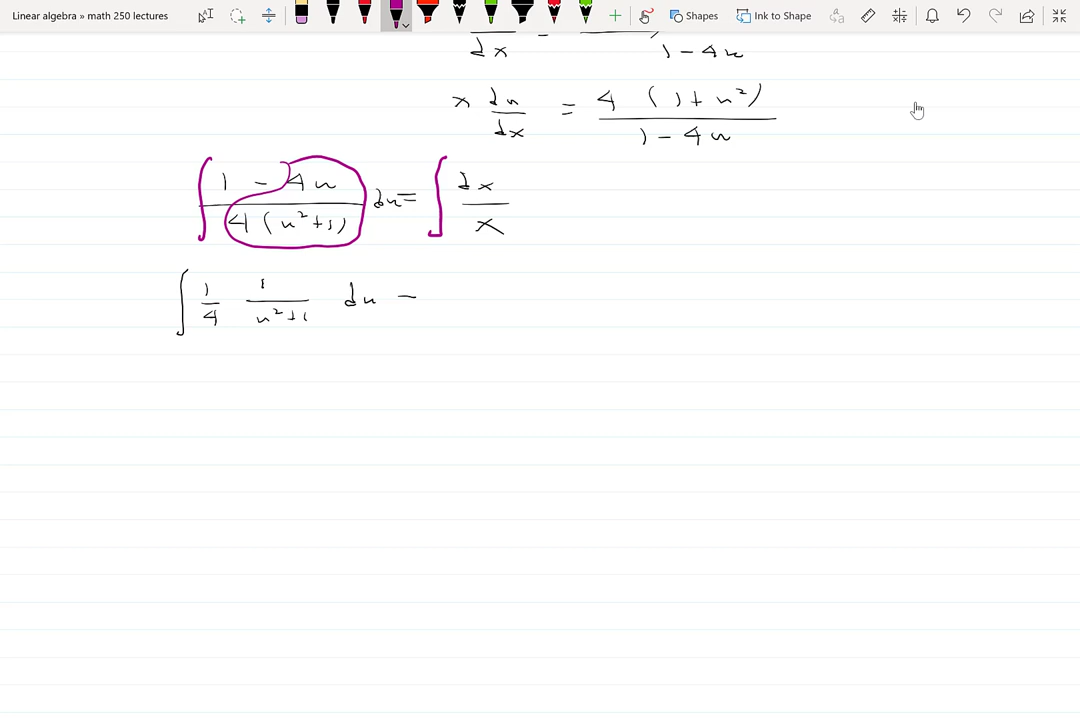 Linear algebra » math 250 lectures Shapes Ink to Shape
dx = 1 - 4u
x du/dx = 4 (1 + u²) / 1 - 4u
∫ 1 - 4u / 4 (u² + 1) du = ∫ dx / x
∫ 1/4 1 / u² + 1 du -